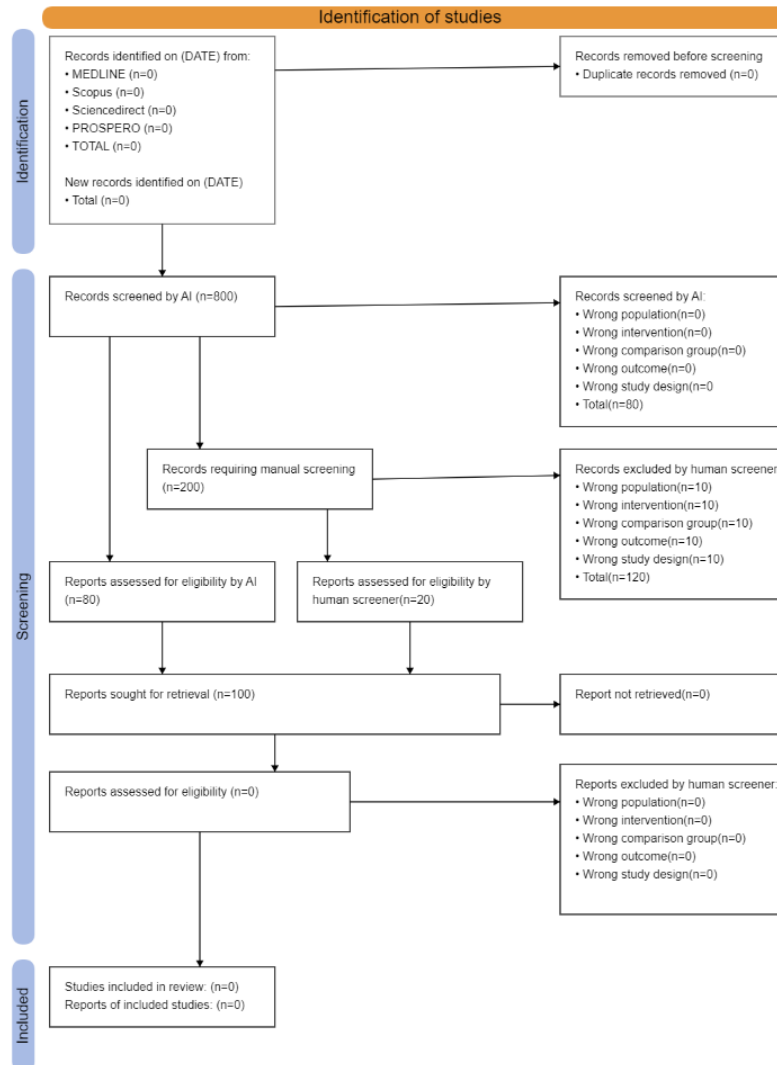 Identification of studies
Identification
Records identified on (DATE) from:
• MEDLINE (n=0)
• Scopus (n=0)
• Sciencedirect (n=0)
• PROSPERO (n=0)
• TOTAL (n=0)
New records identified on (DATE)
• Total (n=0)
Records removed before screening
• Duplicate records removed (n=0)
Screening
Records screened by AI (n=800)
Records screened by AI:
• Wrong population(n=0)
• Wrong intervention(n=0)
• Wrong comparison group(n=0)
• Wrong outcome(n=0)
• Wrong study design(n=0
• Total(n=80)
Records requiring manual screening
(n=200)
Records excluded by human screener
• Wrong population(n=10)
• Wrong intervention(n=10)
• Wrong comparison group(n=10)
• Wrong outcome(n=10)
• Wrong study design(n=10)
• Total(n=120)
Reports assessed for eligibility by AI
(n=80)
Reports assessed for eligibility by
human screener(n=20)
Reports sought for retrieval (n=100)
Report not retrieved(n=0)
Reports assessed for eligibility (n=0)
Reports excluded by human screener:
• Wrong population(n=0)
• Wrong intervention(n=0)
• Wrong comparison group(n=0)
• Wrong outcome(n=0)
• Wrong study design(n=0)
Included
Studies included in review: (n=0)
Reports of included studies: (n=0)